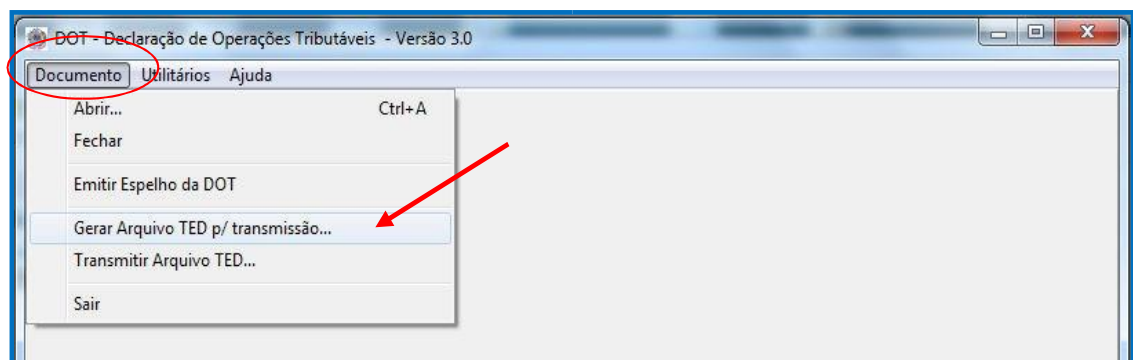 DOT - Declaração de Operações Tributáveis - Versão 3.0
Documento Utilitários Ajuda
Abrir... Ctrl+A
Fechar
Emitir Espelho da DOT
Gerar Arquivo TED p/ transmissão...
Transmitir Arquivo TED...
Sair